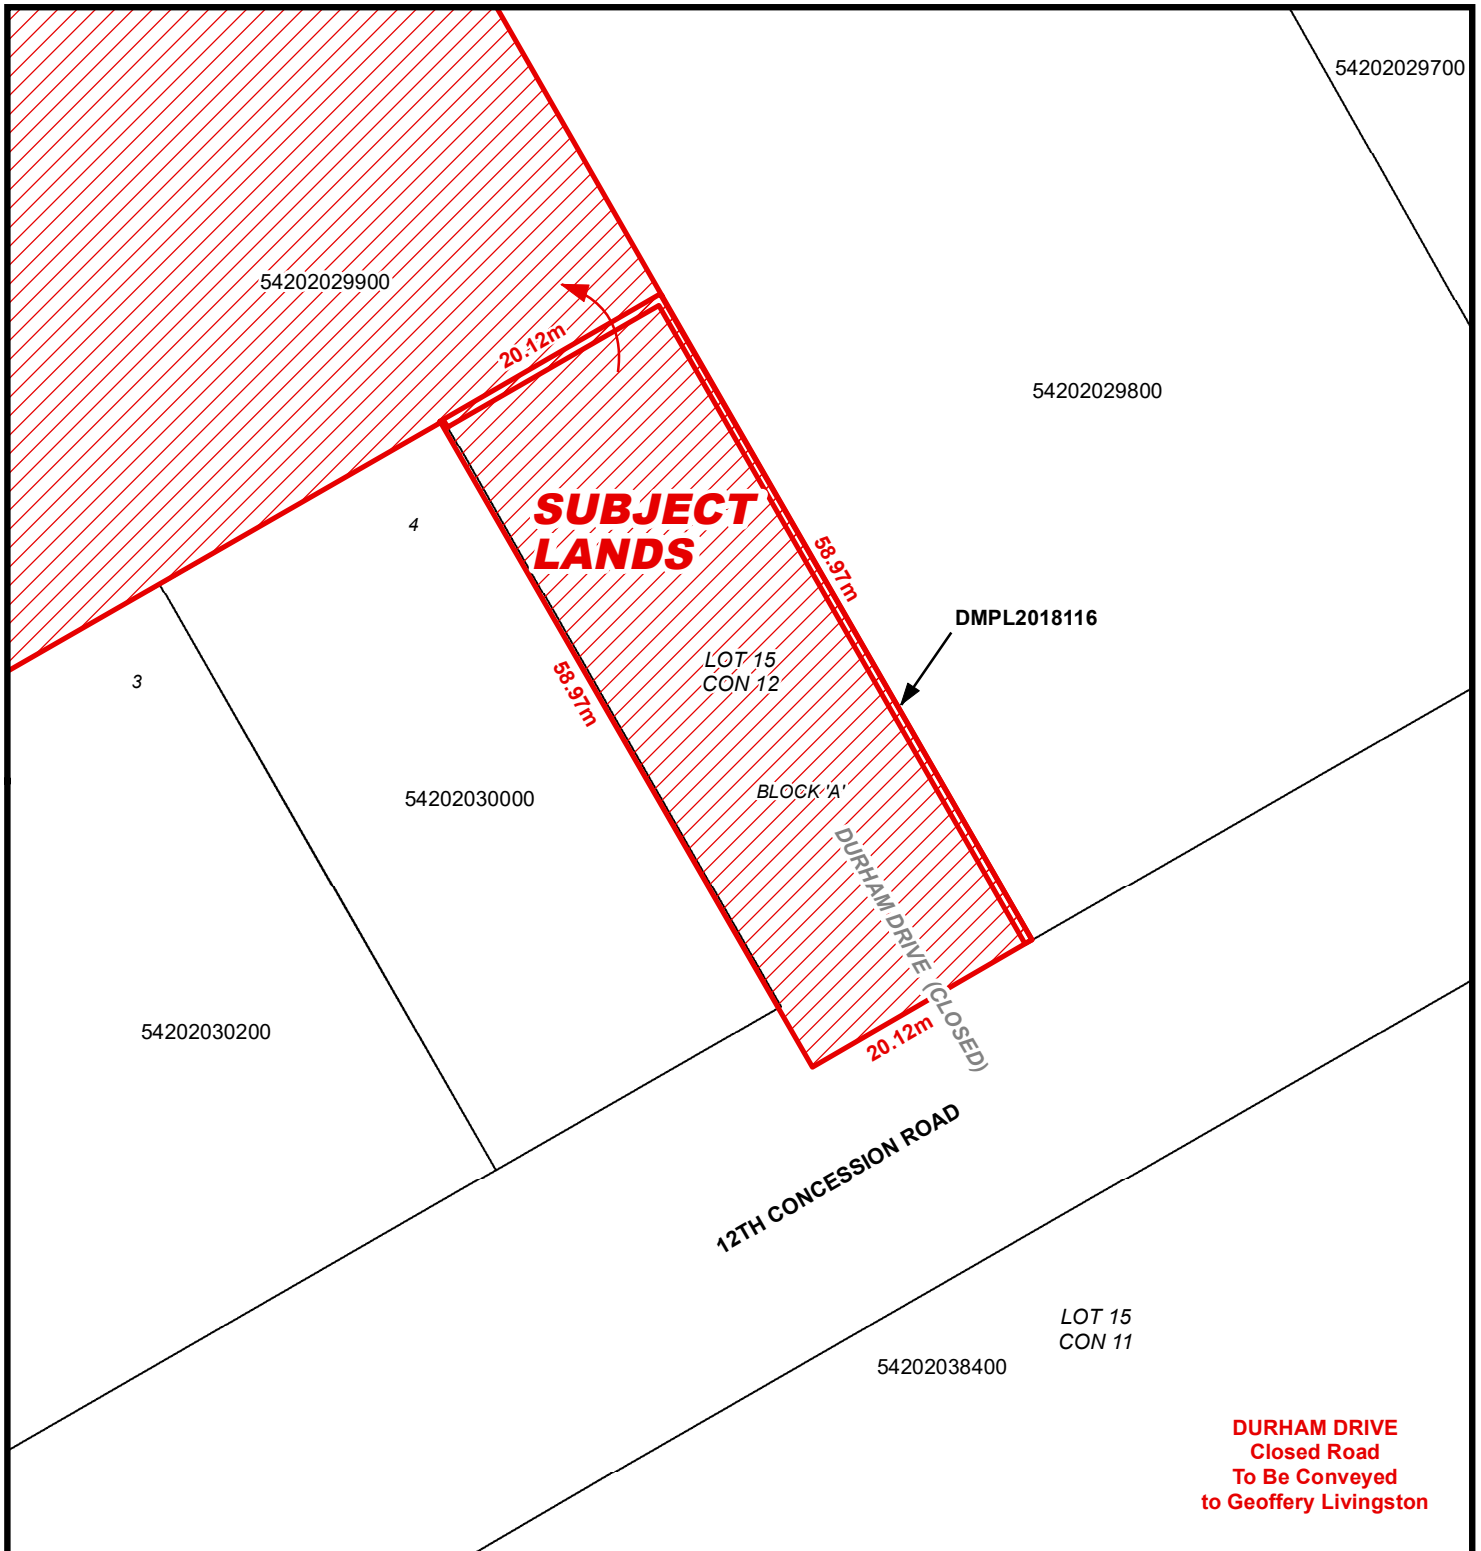 54202029700
54202029900
20.12m
54202029800
4
SUBJECT
LANDS
58.97m
DMPL2018116
LOT 15
CON 12
58.97m
3
BLOCK 'A'
54202030000
DURHAM DRIVE (CLOSED)
54202030200
20.12m
12TH CONCESSION ROAD
LOT 15
CON 11
54202038400
DURHAM DRIVE
Closed Road
To Be Conveyed
to Geoffery Livingston